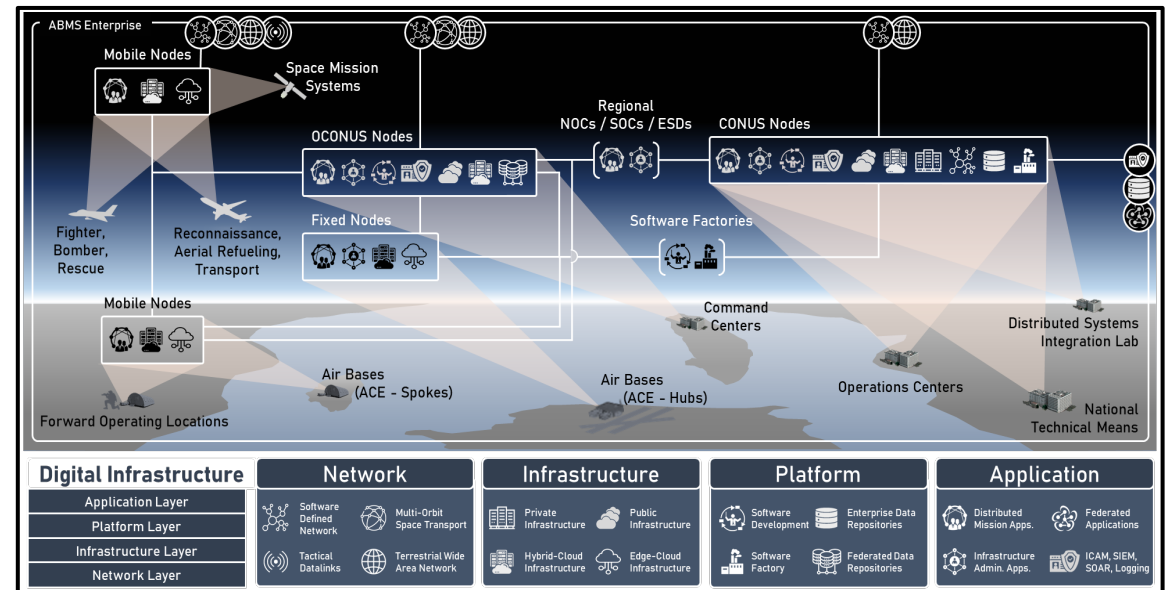 ABMS Enterprise
Mobile Nodes
Space Mission
Systems
OCONUS Nodes
Regional
NOCs / SOCs / ESDs
CONUS Nodes
Fighter,
Bomber,
Rescue
Reconnaissance,
Aerial Refueling,
Transport
Fixed Nodes
Software Factories
Mobile Nodes
Command
Centers
Distributed Systems
Integration Lab
Air Bases
(ACE - Spokes)
Air Bases
(ACE - Hubs)
Operations Centers
Forward Operating Locations
National
Technical Means
Digital Infrastructure
Application Layer
Platform Layer
Infrastructure Layer
Network Layer
Network
Software
Defined
Network
Multi-Orbit
Space Transport
Tactical
Datalinks
Terrestrial Wide
Area Network
Infrastructure
Private
Infrastructure
Public
Infrastructure
Hybrid-Cloud
Infrastructure
Edge-Cloud
Infrastructure
Platform
Software
Development
Enterprise Data
Repositories
Software
Factory
Federated Data
Repositories
Application
Distributed
Mission Apps.
Federated
Applications
Infrastructure
Admin. Apps.
ICAM, SIEM,
SOAR, Logging